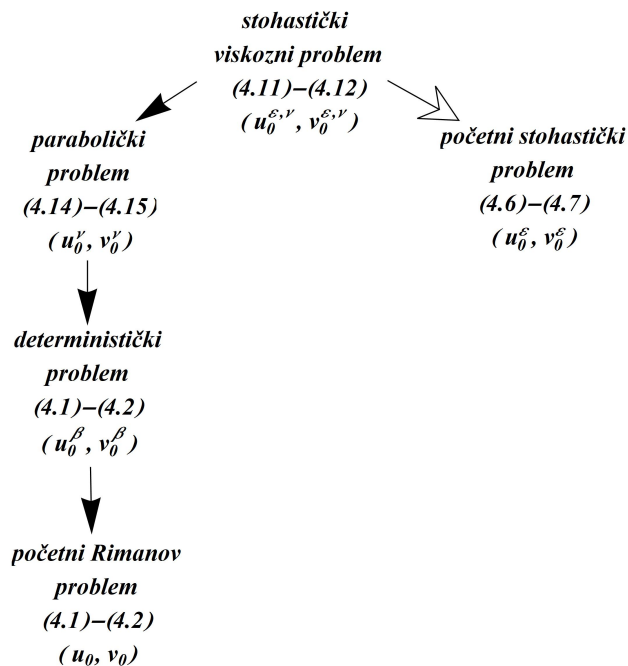 stohastički
viskozni problem
(4.11)–(4.12)
(u₀^{ε,ν}, v₀^{ε,ν})
parabolički
problem
(4.14)–(4.15)
(u₀^ν, v₀^ν)
početni stohastički
problem
(4.6)–(4.7)
(u₀^ε, v₀^ε)
deterministički
problem
(4.1)–(4.2)
(u₀^β, v₀^β)
početni Rimanov
problem
(4.1)–(4.2)
(u₀, v₀)